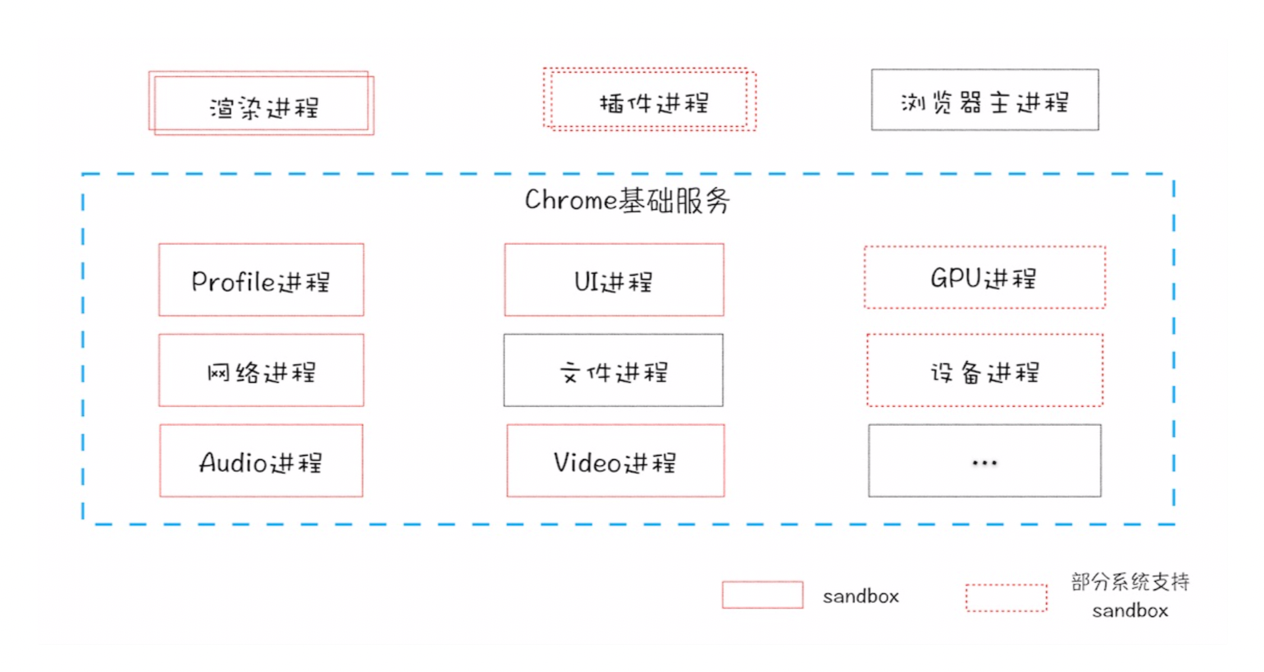 渲染进程
插件进程
浏览器主进程
Chrome基础服务
Profile进程
UI进程
GPU进程
网络进程
文件进程
设备进程
Audio进程
Video进程
...
sandbox
部分系统支持
sandbox